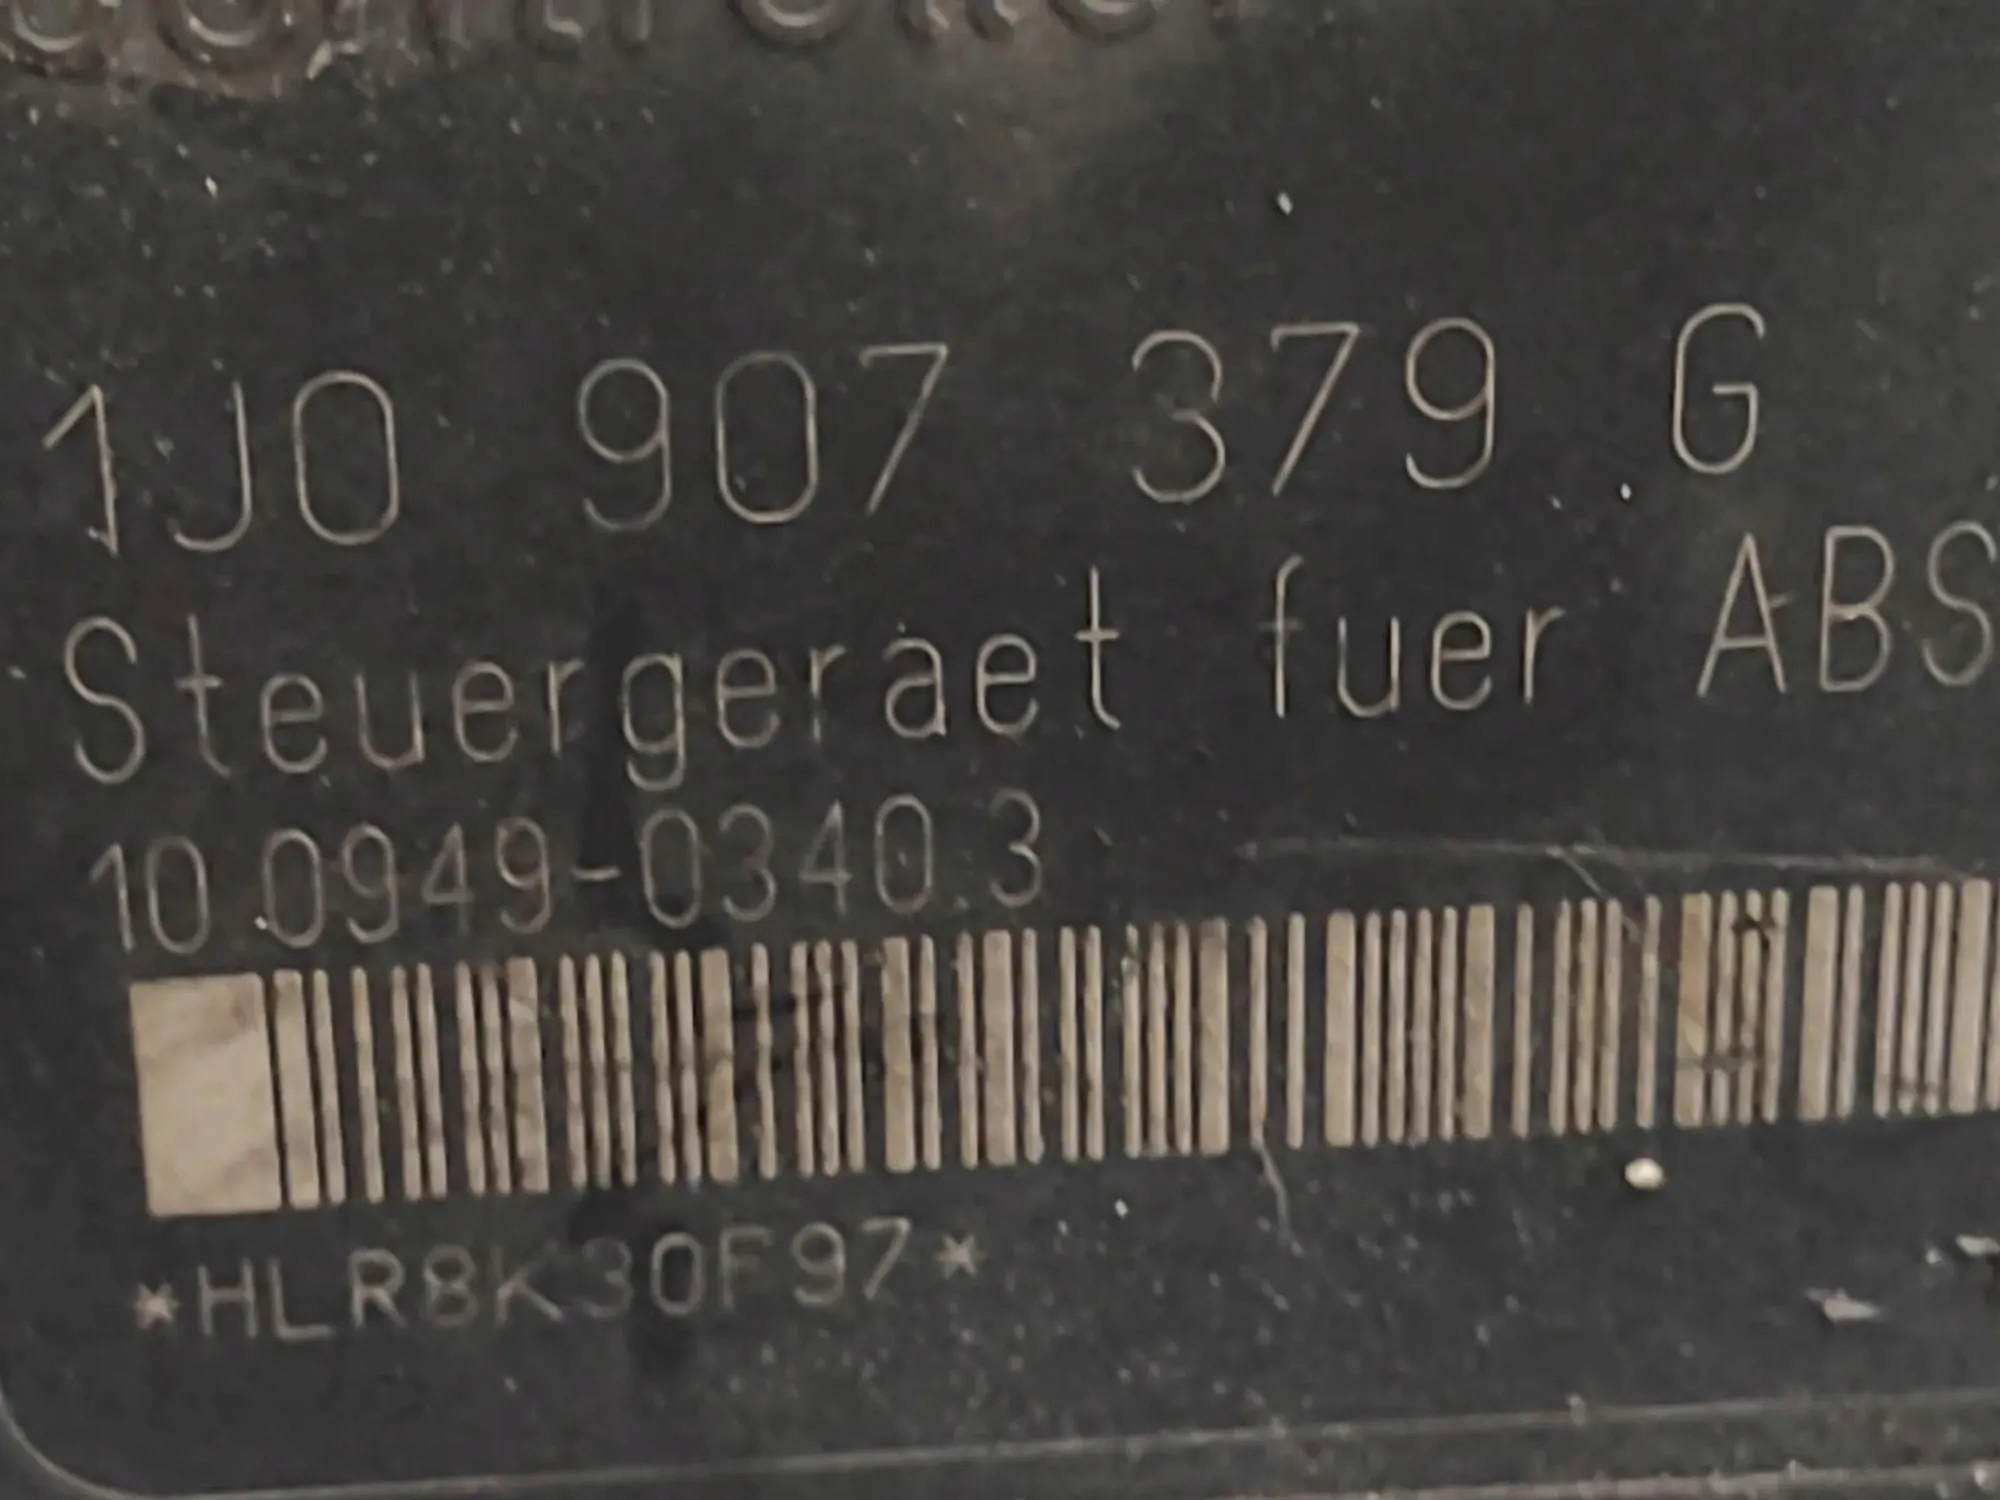 1J0 907 379 G
Steuergeraet fuer ABS
10.0949-0340.3
*HLR8K30F97*